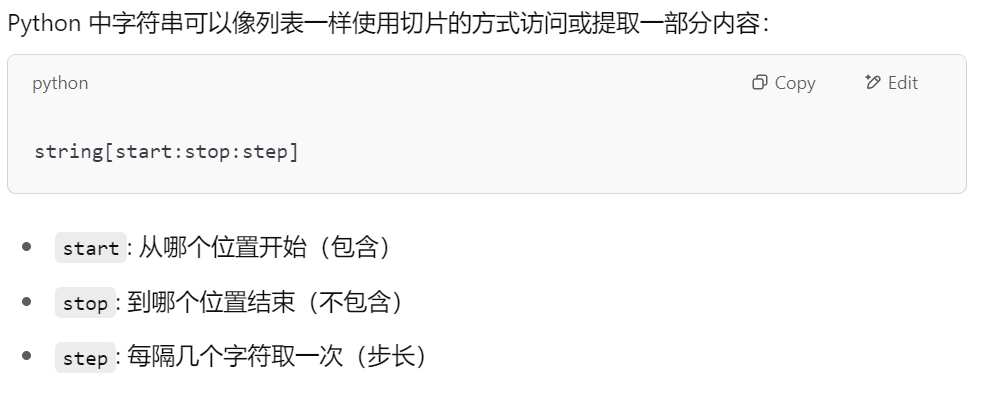 Python 中字符串可以像列表一样使用切片的方式访问或提取一部分内容：
python
Copy
Edit
string[start:stop:step]
start: 从哪个位置开始（包含）
stop: 到哪个位置结束（不包含）
step: 每隔几个字符取一次（步长）